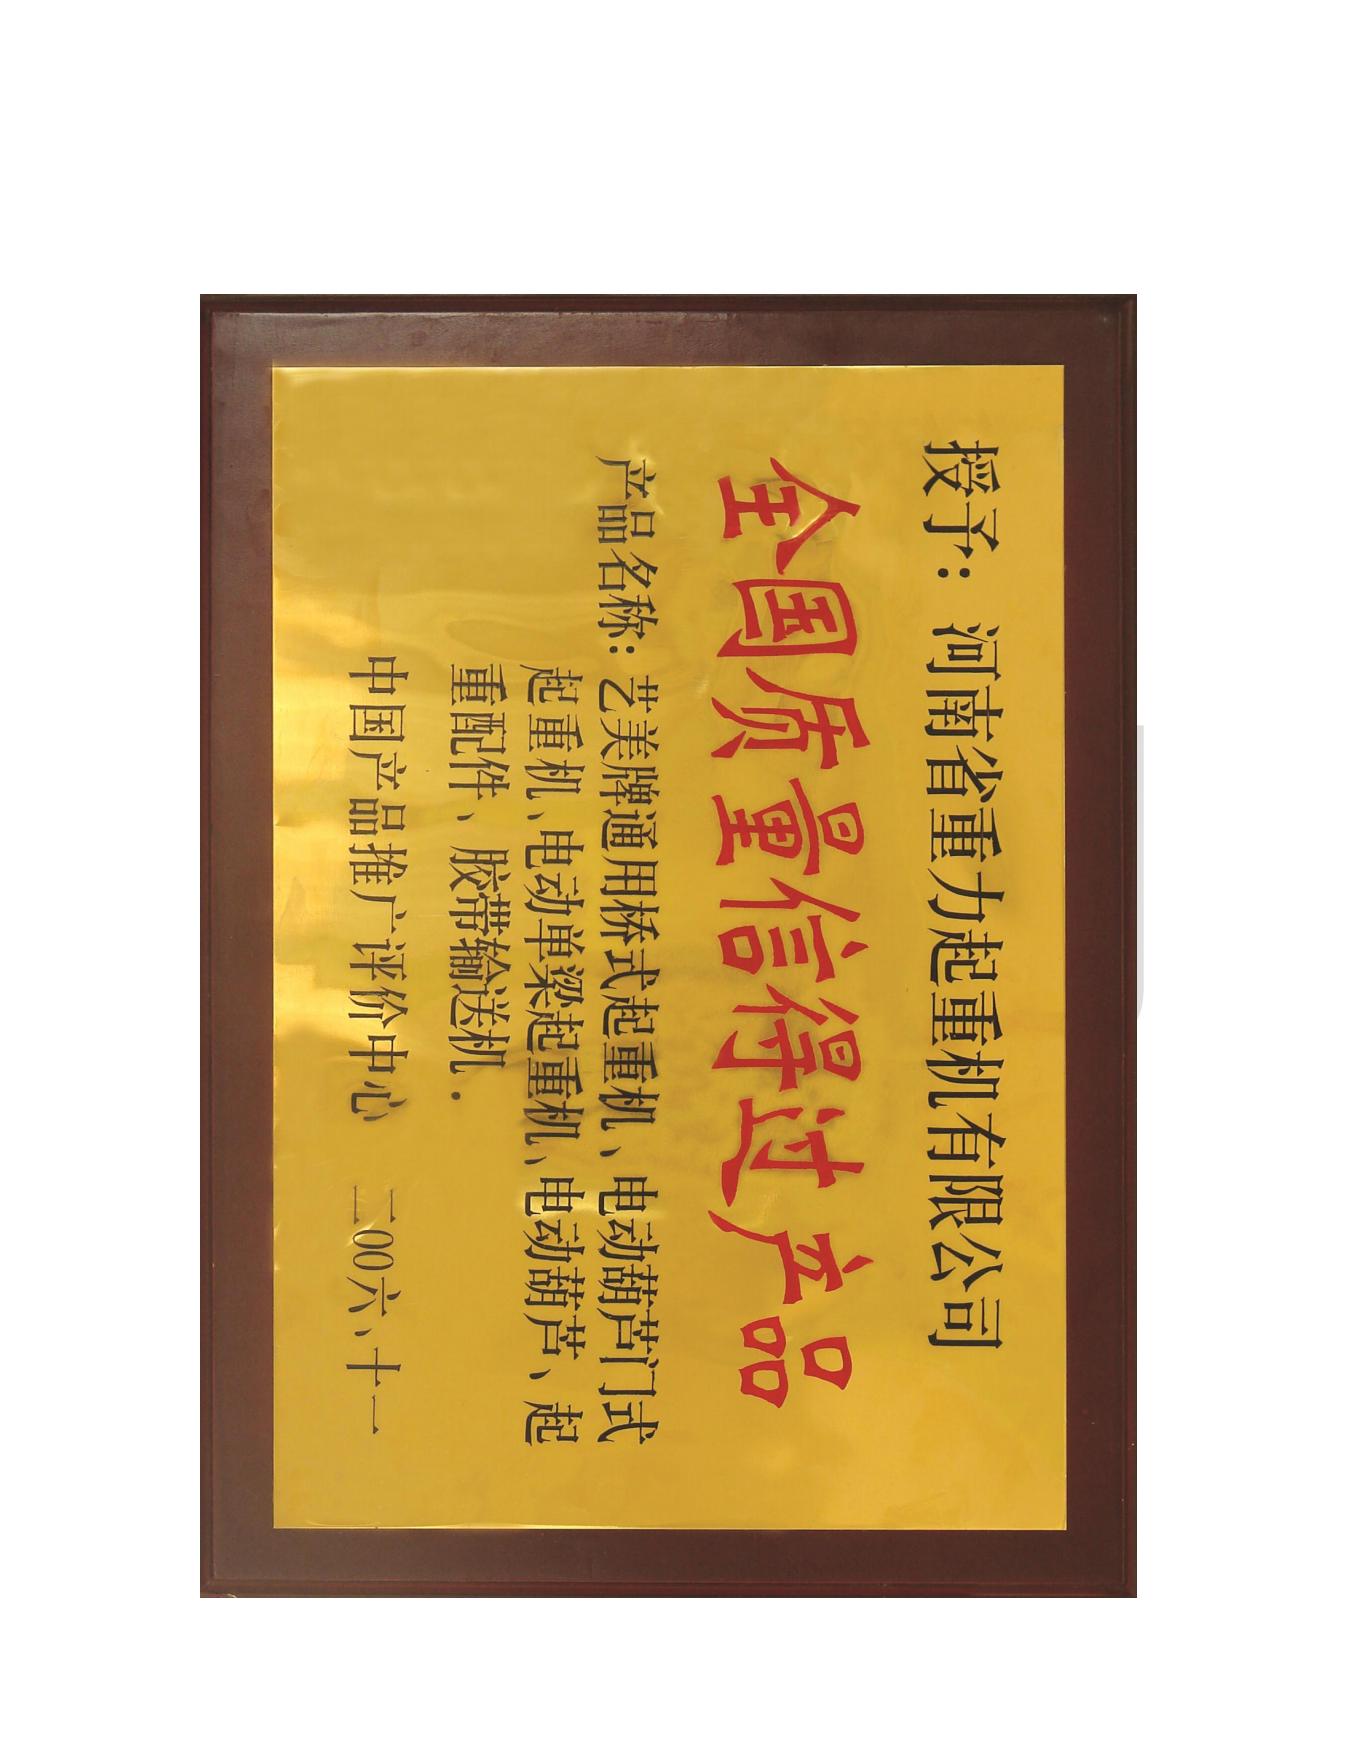 授予：河南省重力起重机有限公司
全国质量信得过产品
产品名称：艺美牌通用桥式起重机、电动葫芦门式
起重机、电动单梁起重机、电动葫芦、起
重配件、胶带输送机.
中国产品推广评价中心 二00六、十一